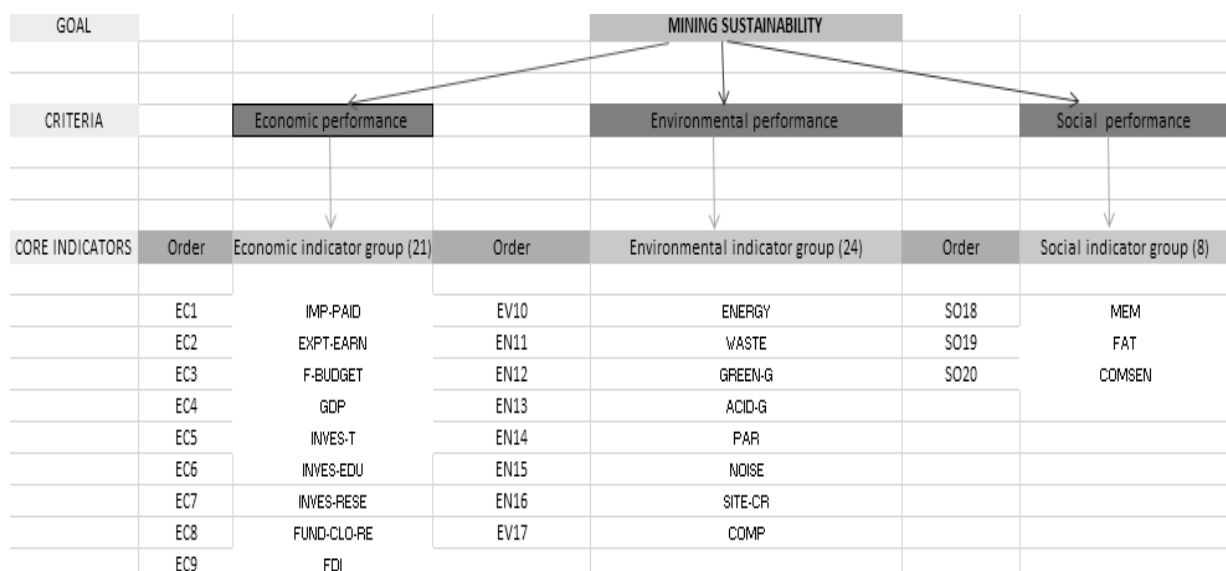 GOAL MINING SUSTAINABILITY
CRITERIA Economic performance Environmental performance Social performance
CORE INDICATORS Order Economic indicator group (21) Order Environmental indicator group (24) Order Social indicator group (8)
EC1 IMP-PAID EV10 ENERGY SO18 MEM
EC2 EXPT-EARN EN11 WASTE SO19 FAT
EC3 F-BUDGET EN12 GREEN-G SO20 COMSEN
EC4 GDP EN13 ACID-G
EC5 INVES-T EN14 PAR
EC6 INVES-EDU EN15 NOISE
EC7 INVES-RESE EN16 SITE-CR
EC8 FUND-CLO-RE EV17 COMP
EC9 FDI